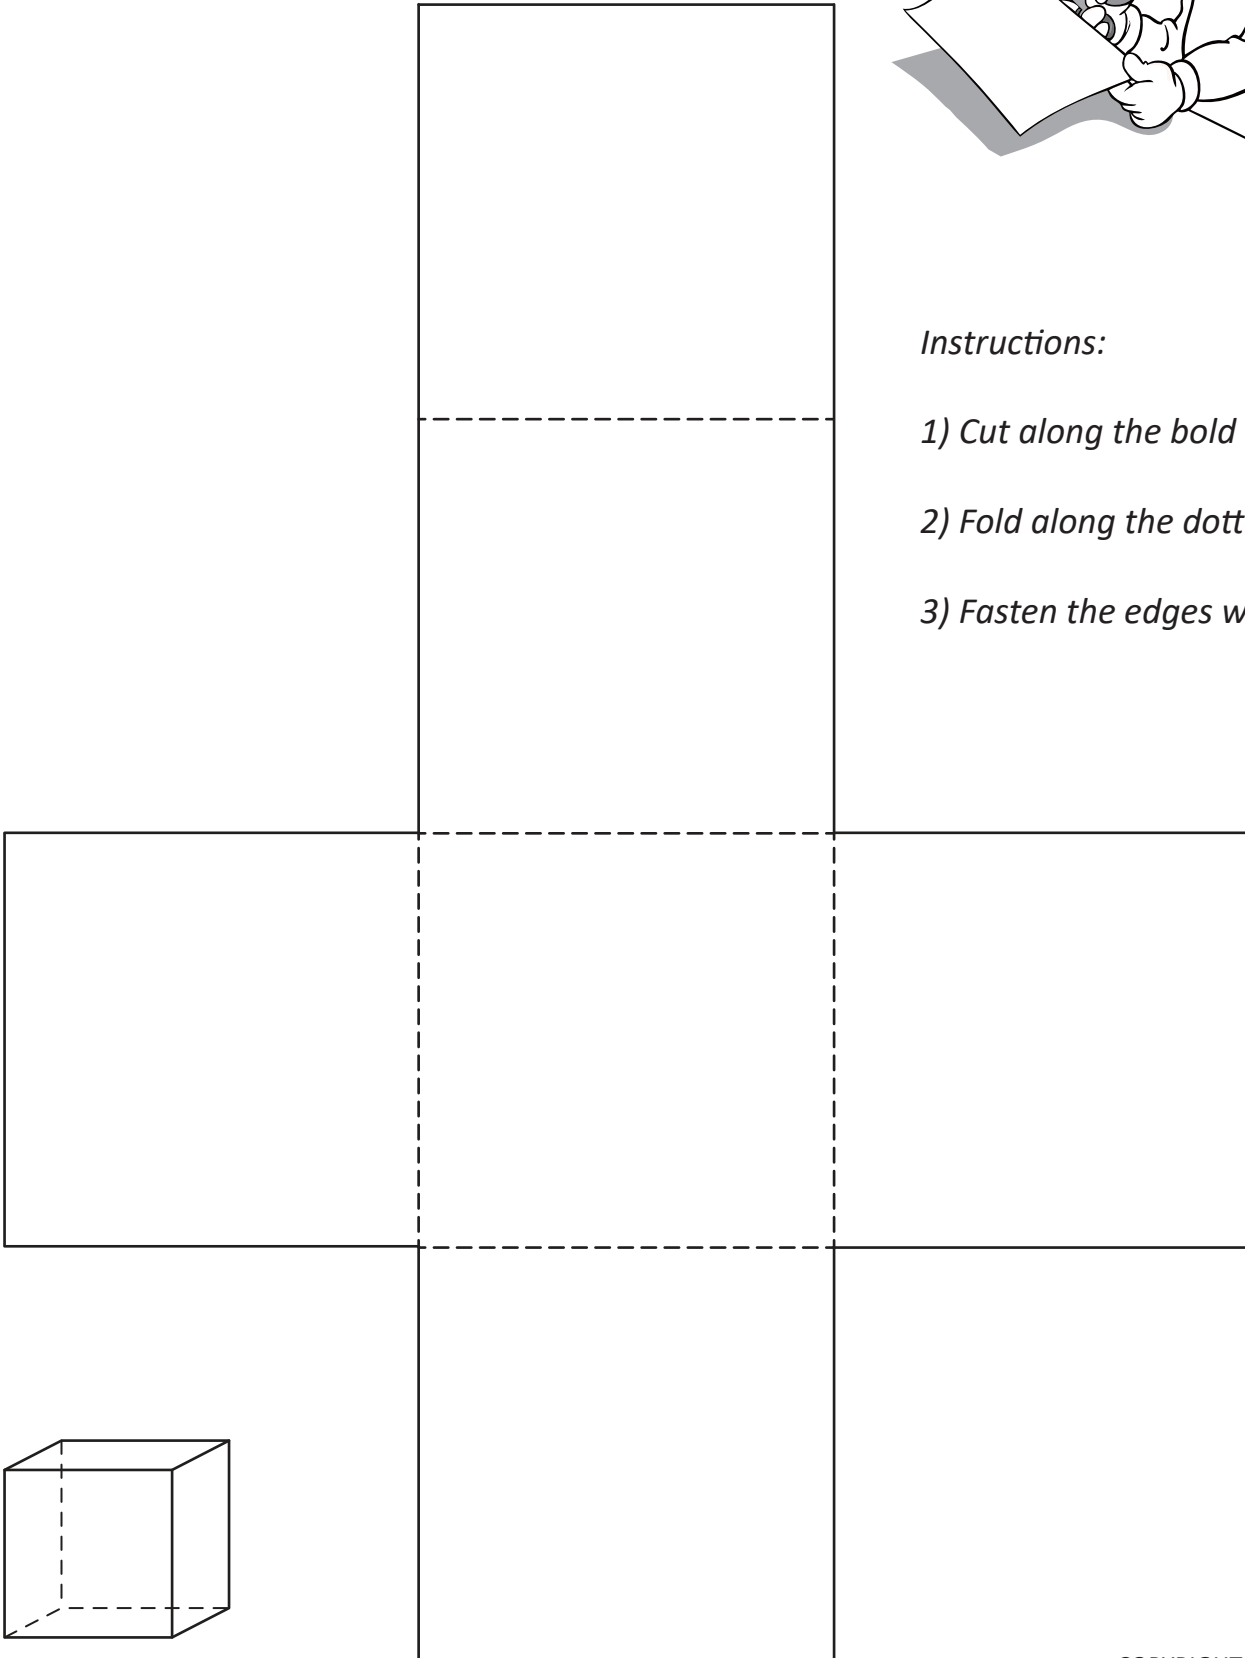 Instructions:
1) Cut along the bold
2) Fold along the dott
3) Fasten the edges w